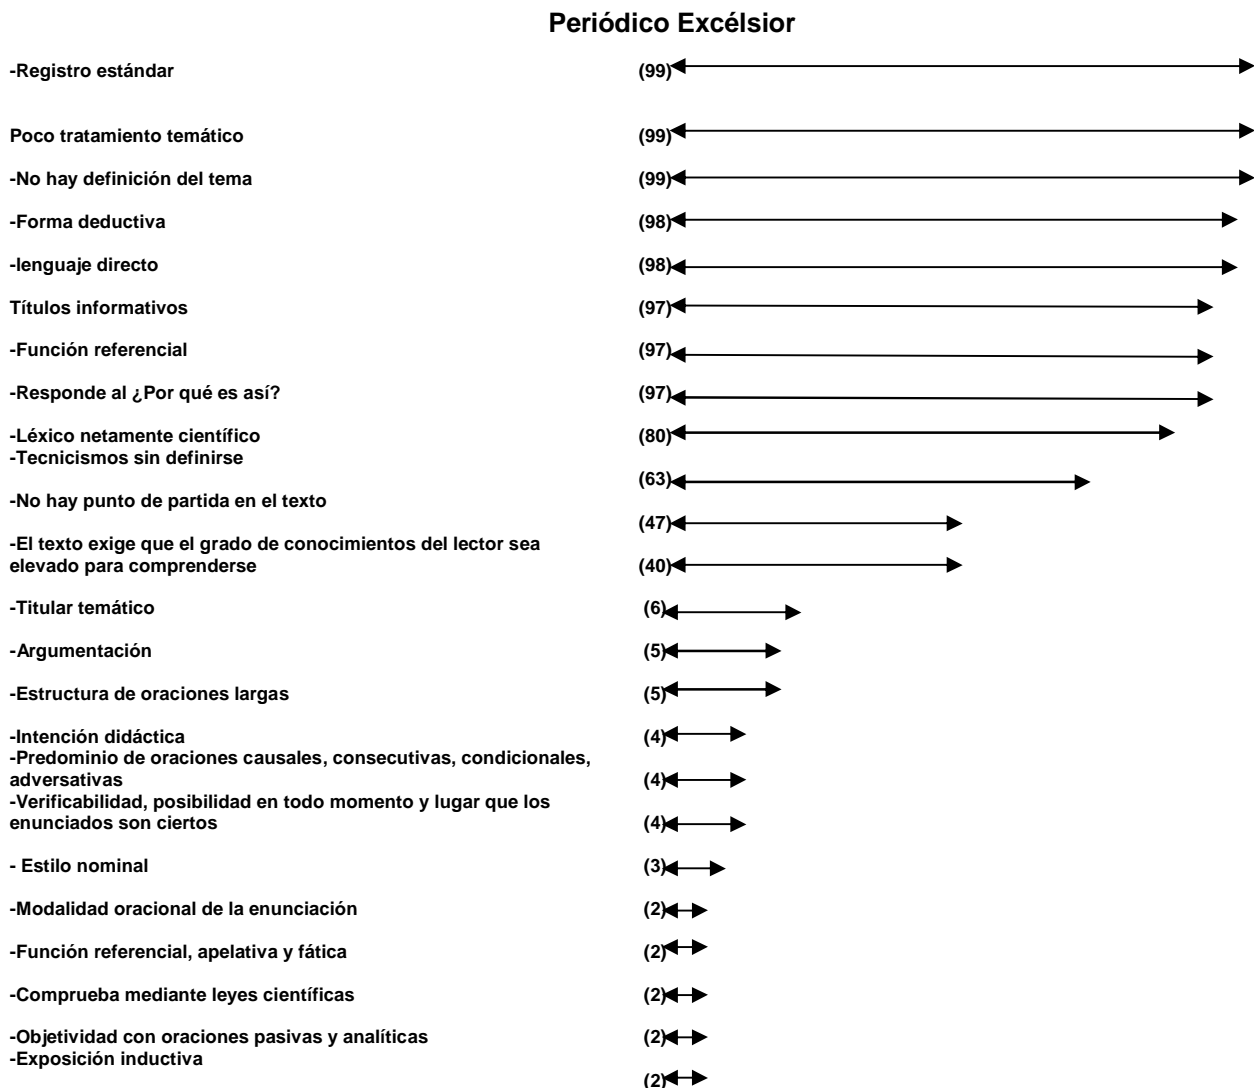 Periódico Excélsior
-Registro estándar (99)
Poco tratamiento temático (99)
-No hay definición del tema (99)
-Forma deductiva (98)
-lenguaje directo (98)
Títulos informativos (97)
-Función referencial (97)
-Responde al ¿Por qué es así? (97)
-Léxico netamente científico (80)
-Tecnicismos sin definirse
(63)
-No hay punto de partida en el texto
(47)
-El texto exige que el grado de conocimientos del lector sea
elevado para comprenderse (40)
-Titular temático (6)
-Argumentación (5)
-Estructura de oraciones largas (5)
-Intención didáctica (4)
-Predominio de oraciones causales, consecutivas, condicionales,
adversativas (4)
-Verificabilidad, posibilidad en todo momento y lugar que los
enunciados son ciertos (4)
- Estilo nominal (3)
-Modalidad oracional de la enunciación (2)
-Función referencial, apelativa y fática (2)
-Comprueba mediante leyes científicas (2)
-Objetividad con oraciones pasivas y analíticas (2)
-Exposición inductiva
(2)